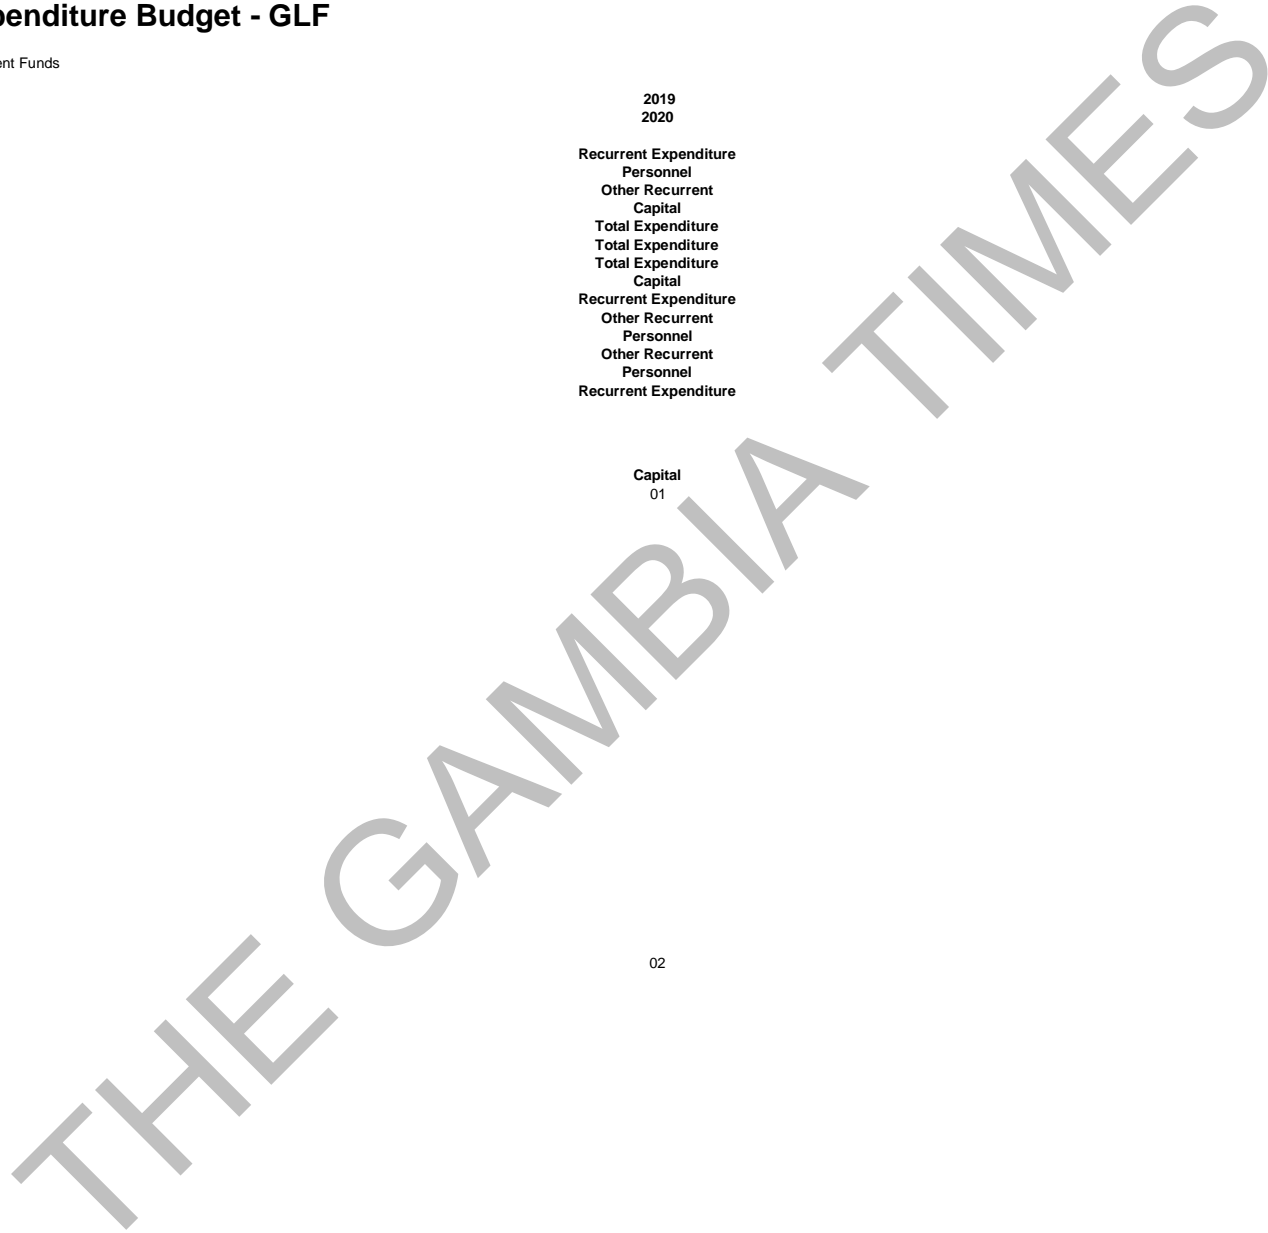 penditure Budget - GLF
ent Funds
2019
2020
Recurrent Expenditure
Personnel
Other Recurrent
Capital
Total Expenditure
Total Expenditure
Total Expenditure
Capital
Recurrent Expenditure
Other Recurrent
Personnel
Other Recurrent
Personnel
Recurrent Expenditure
Capital
01
02
THE GAMBIA TIMES